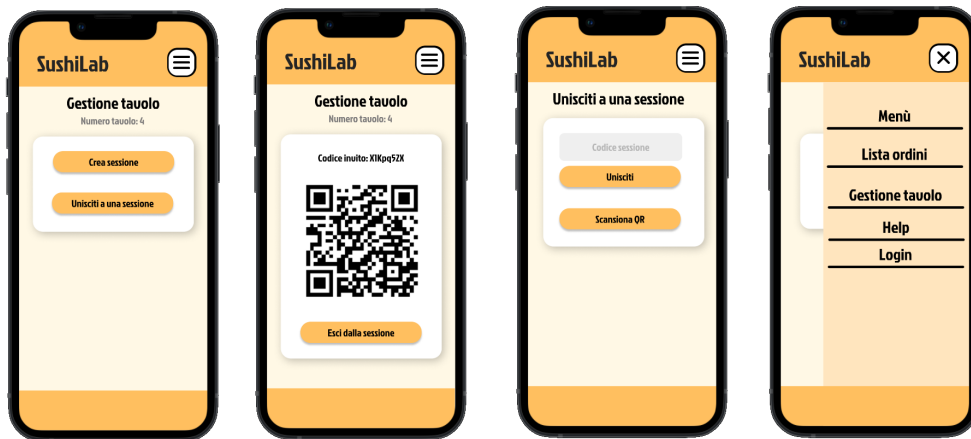 SushiLab
Gestione tavolo
Numero tavolo: 4
Crea sessione
Unisciti a una sessione
SushiLab
Gestione tavolo
Numero tavolo: 4
Codice invito: X1Kpq5ZX
Esci dalla sessione
SushiLab
Unisciti a una sessione
Codice sessione
Unisciti
Scansiona QR
SushiLab
Menù
Lista ordini
Gestione tavolo
Help
Login